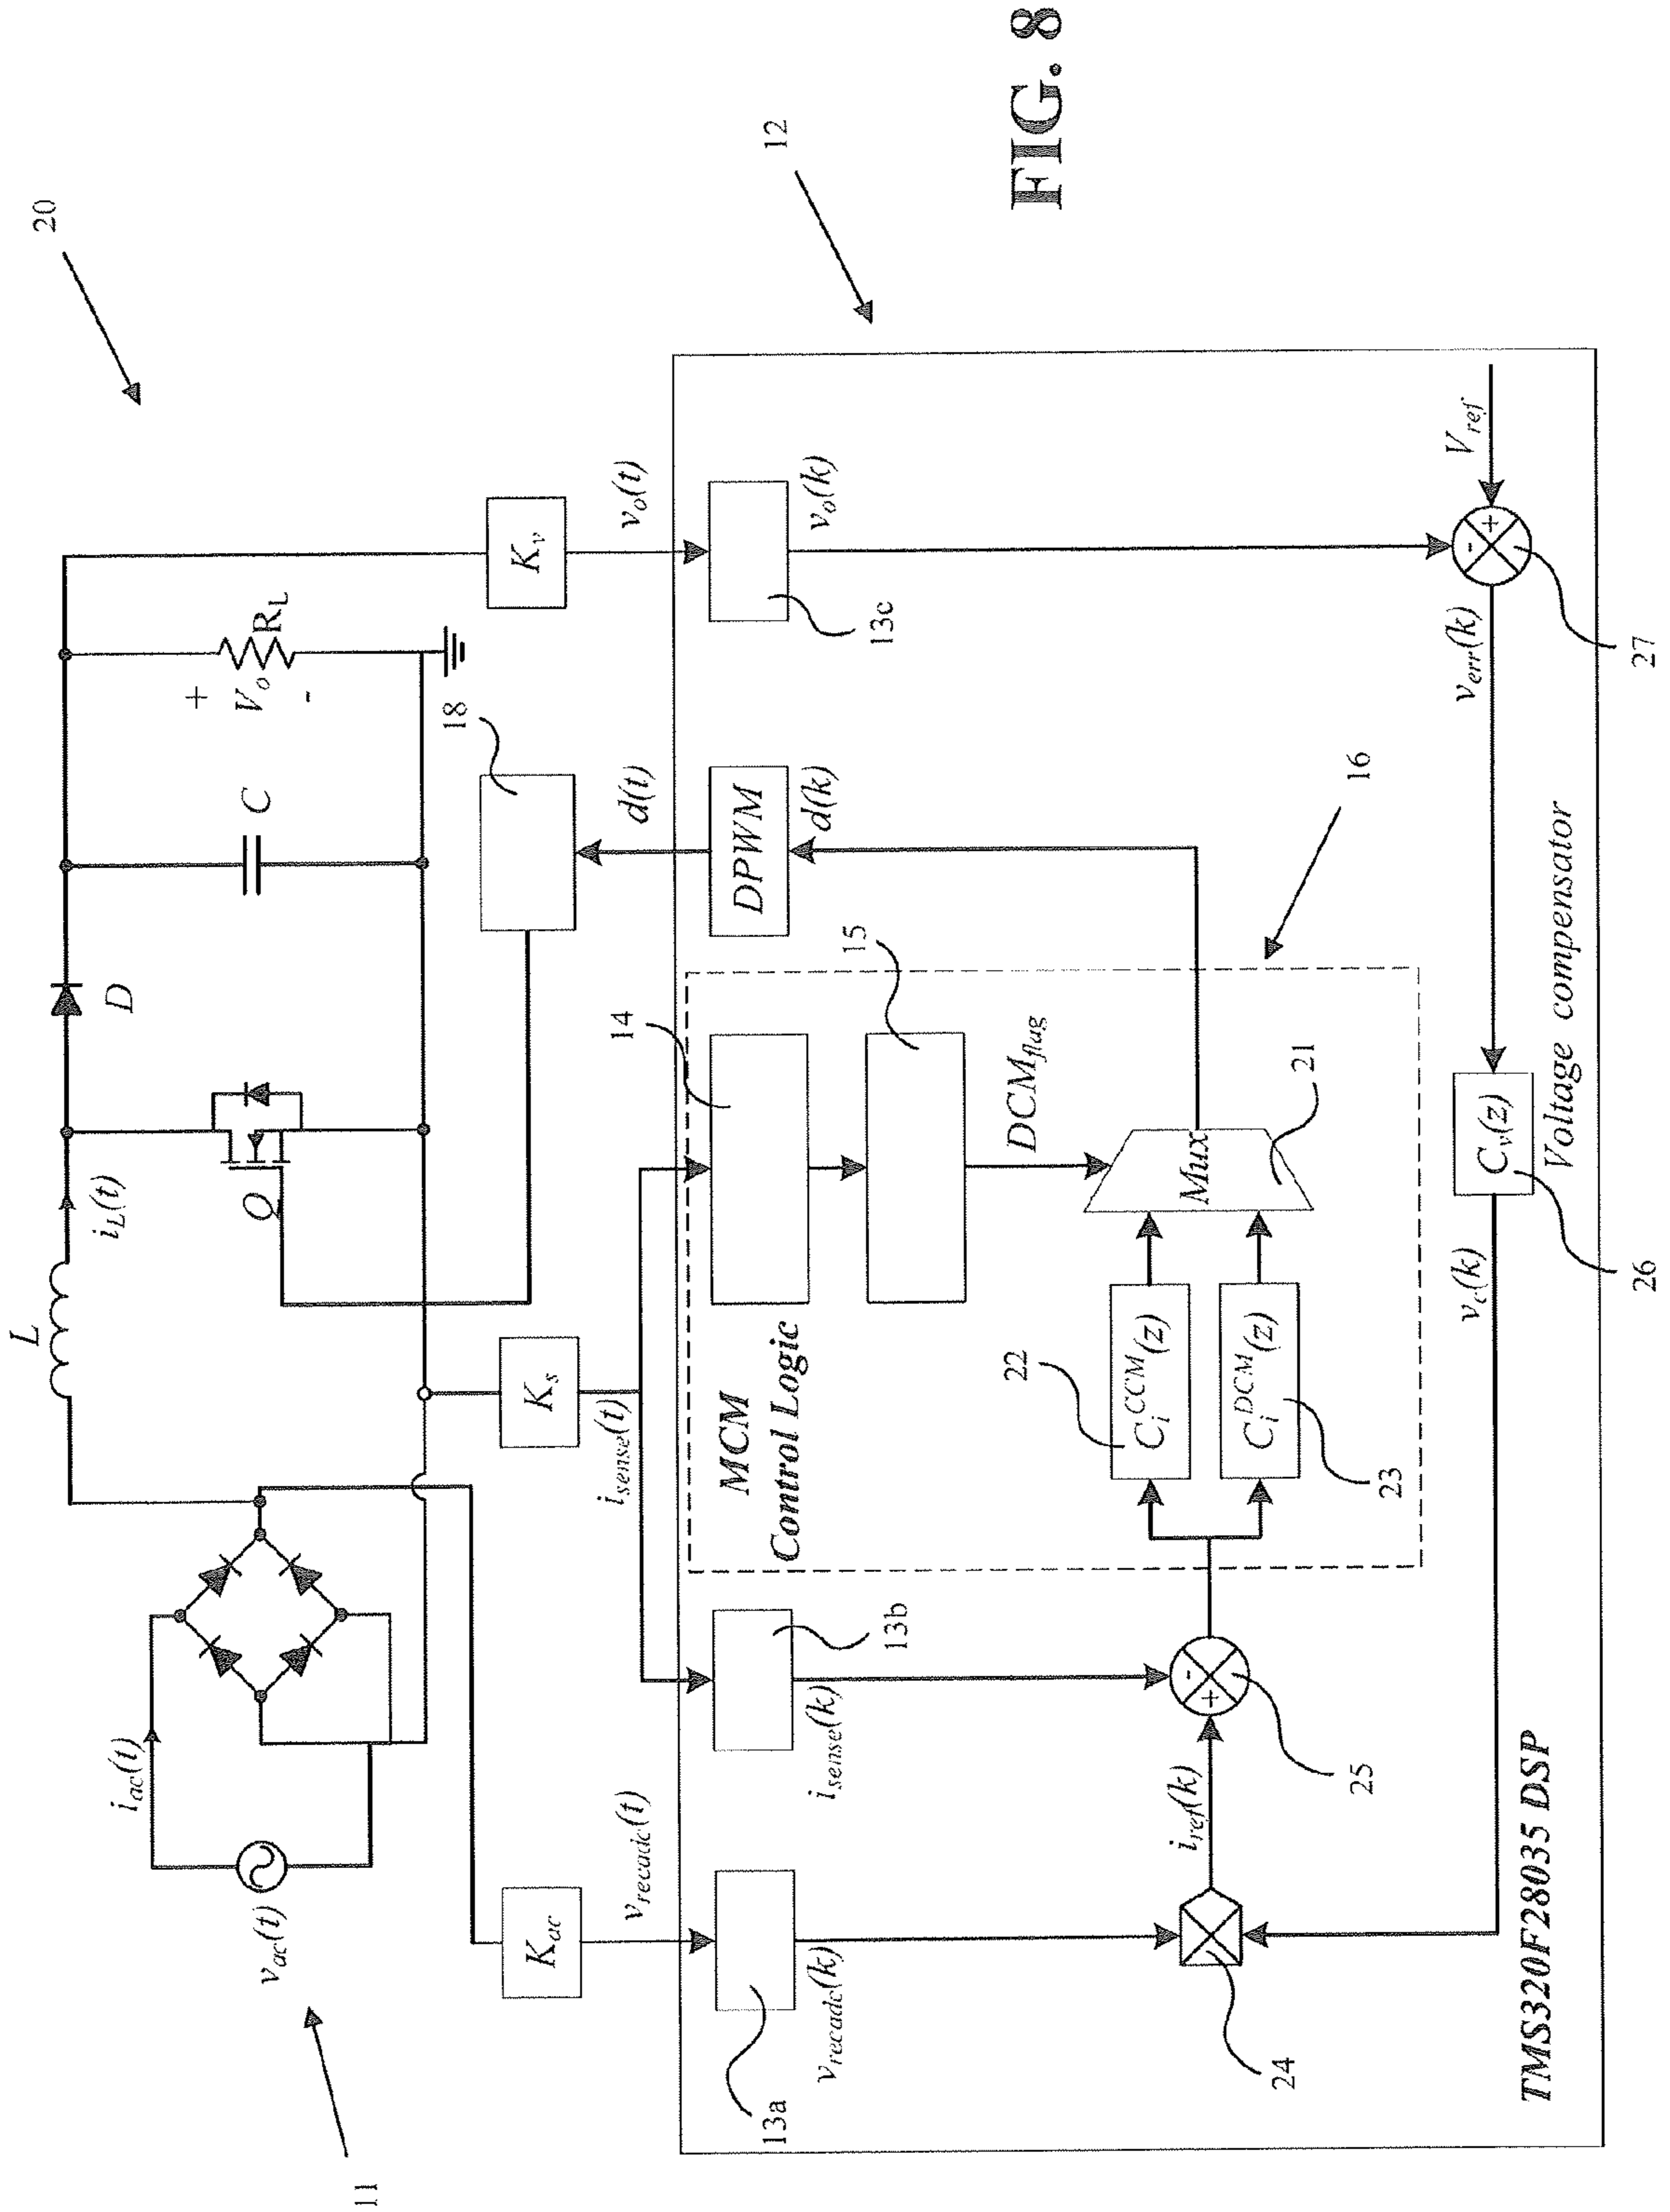 20
12
FIG. 8
11
v_ac(t)
i_ac(t)
L
i_L(t)
Q
D
C
+
V_o
-
R_L
18
K_ac
K_s
K_v
v_recadc(t)
i_sense(t)
d(t)
v_o(t)
13a
v_recadc(k)
13b
i_sense(k)
MCM
Control Logic
14
15
DCM_flag
DPWM
d(k)
13c
v_o(k)
22
C_i^CCM(z)
C_i^DCM(z)
23
Mux
21
16
24
i_ref(k)
+
-
25
v_c(k)
C_v(z)
26
Voltage compensator
v_err(k)
-
+
27
V_ref
TMS320F28035 DSP